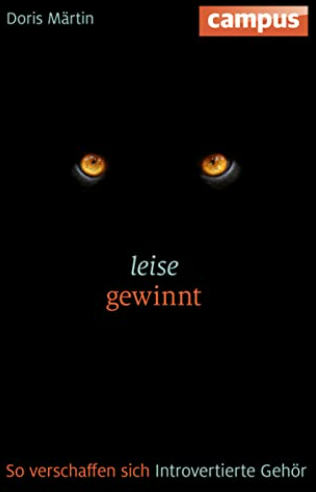 Doris Märtin
campus
leise
gewinnt
So verschaffen sich Introvertierte Gehör